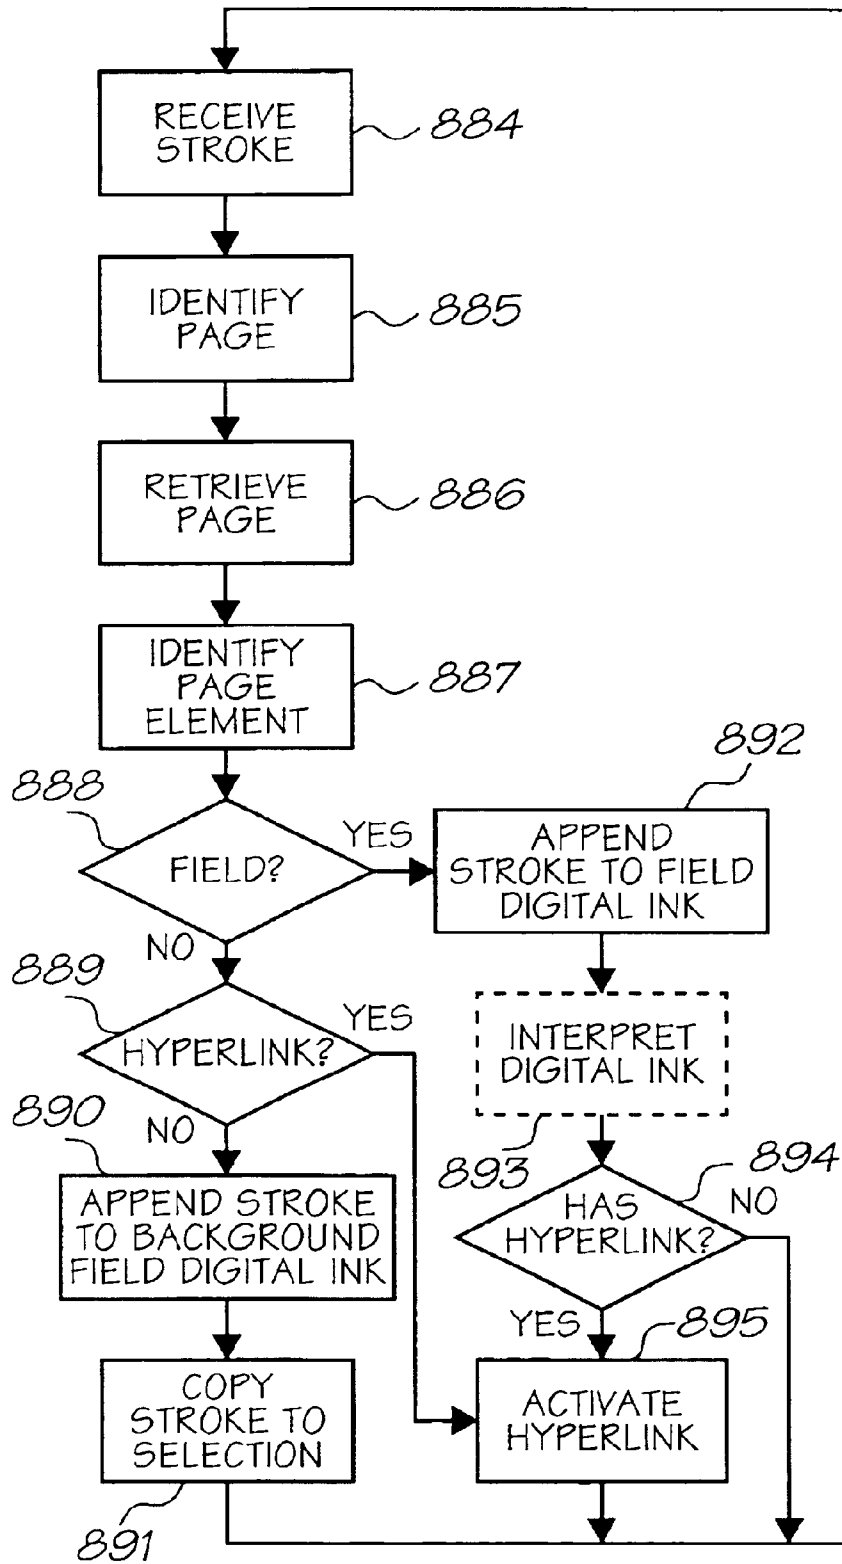 RECEIVE
STROKE
884
IDENTIFY
PAGE
885
RETRIEVE
PAGE
886
IDENTIFY
PAGE
ELEMENT
887
888
FIELD?
YES
NO
892
APPEND
STROKE TO FIELD
DIGITAL INK
889
HYPERLINK?
YES
NO
INTERPRET
DIGITAL INK
893
890
APPEND STROKE
TO BACKGROUND
FIELD DIGITAL INK
894
HAS
HYPERLINK?
NO
YES
895
COPY
STROKE TO
SELECTION
891
ACTIVATE
HYPERLINK